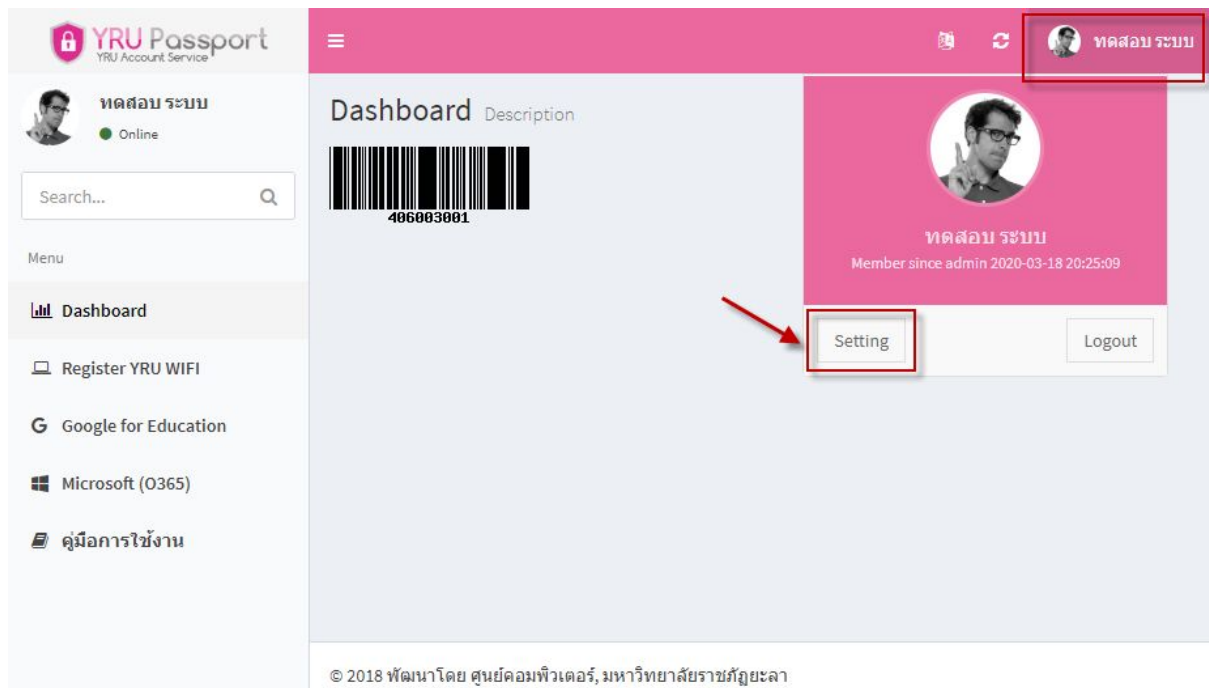 YRU Passport
YRU Account Service
ทดสอบ ระบบ
ทดสอบ ระบบ
Online
Search...
Menu
Dashboard
Register YRU WIFI
Google for Education
Microsoft (O365)
คู่มือการใช้งาน
Dashboard Description
406003001
ทดสอบ ระบบ
Member since admin 2020-03-18 20:25:09
Setting
Logout
© 2018 พัฒนาโดย ศูนย์คอมพิวเตอร์, มหาวิทยาลัยราชภัฏยะลา